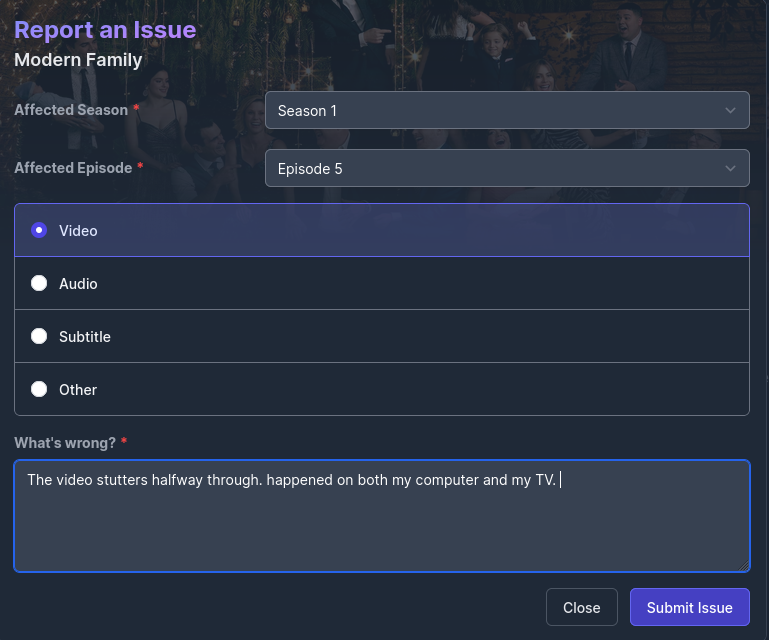 Report an Issue
Modern Family
Affected Season *
Season 1
Affected Episode *
Episode 5
Video
Audio
Subtitle
Other
What's wrong? *
The video stutters halfway through. happened on both my computer and my TV.
Close
Submit Issue